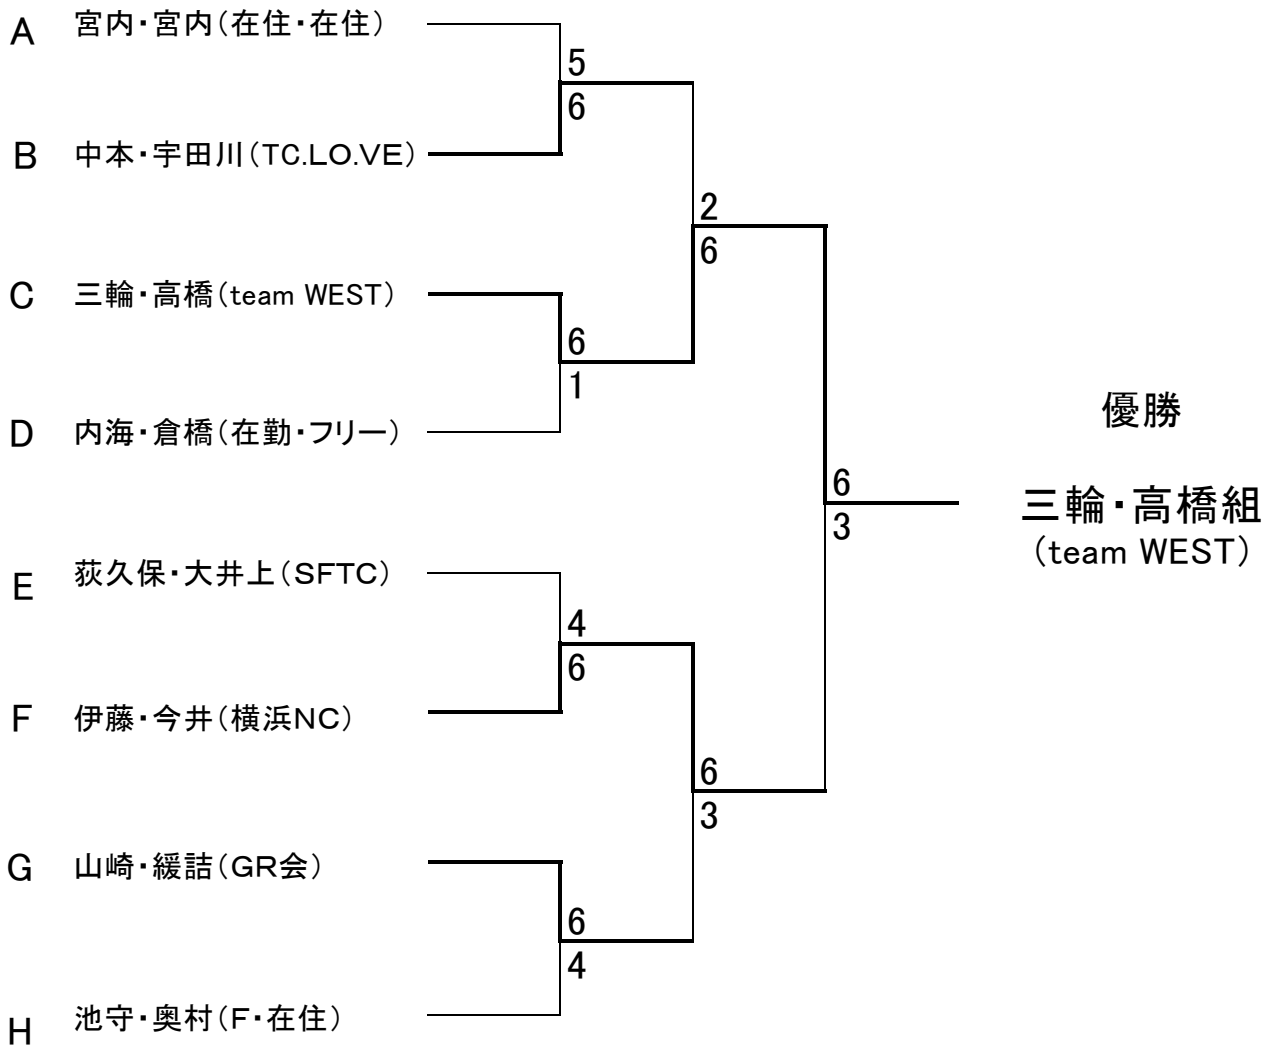 A 宮内・宮内(在住・在住)
5
6
B 中本・宇田川(TC.LO.VE)
2
6
C 三輪・高橋(team WEST)
6
1
D 内海・倉橋(在勤・フリー)
優勝
6
3
三輪・高橋組
(team WEST)
E 荻久保・大井上(SFTC)
4
6
F 伊藤・今井(横浜NC)
6
3
G 山崎・緩詰(GR会)
6
4
H 池守・奥村(F・在住)